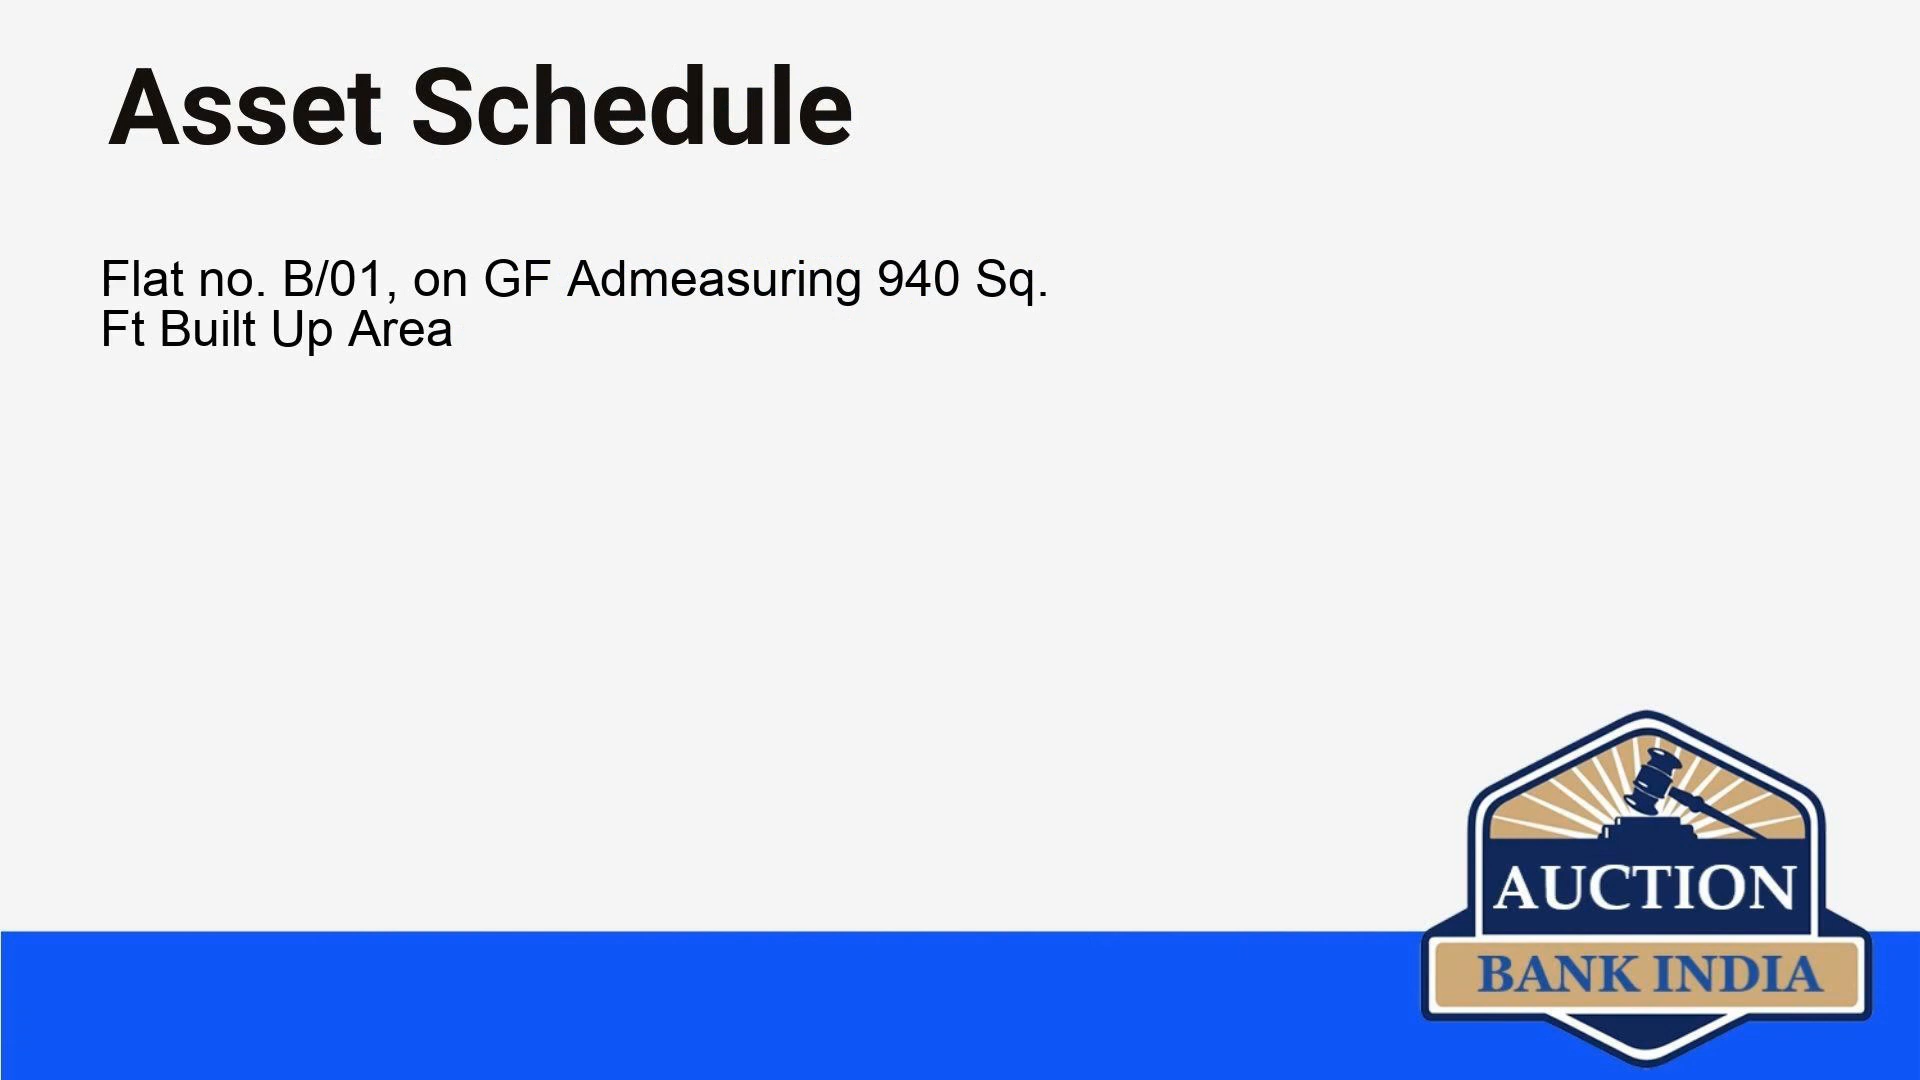 Asset Schedule
Flat no. B/01, on GF Admeasuring 940 Sq.
Ft Built Up Area
AUCTION
BANK INDIA